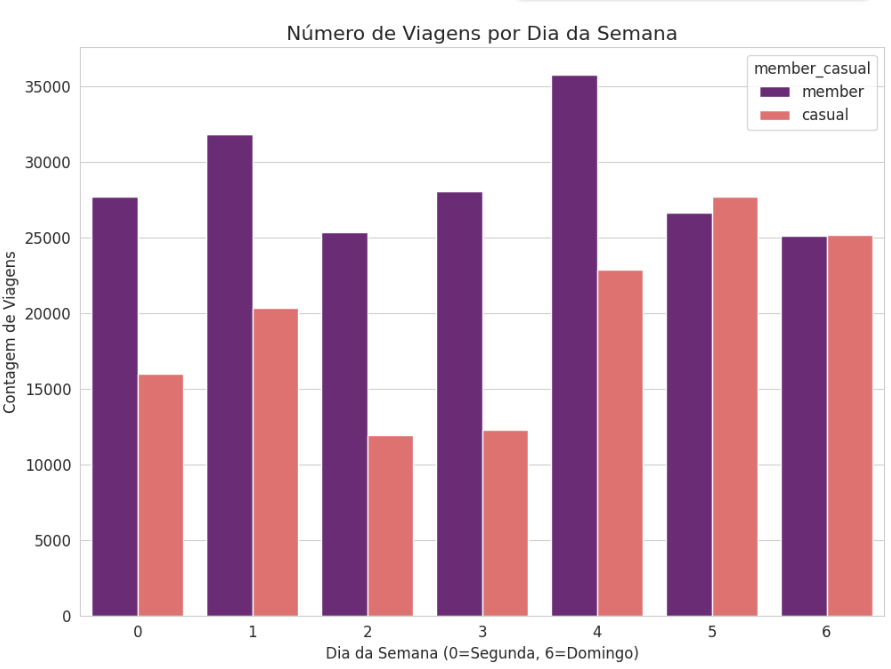 Número de Viagens por Dia da Semana
member_casual
member
casual
Contagem de Viagens
35000
30000
25000
20000
15000
10000
5000
0
0 1 2 3 4 5 6
Dia da Semana (0=Segunda, 6=Domingo)